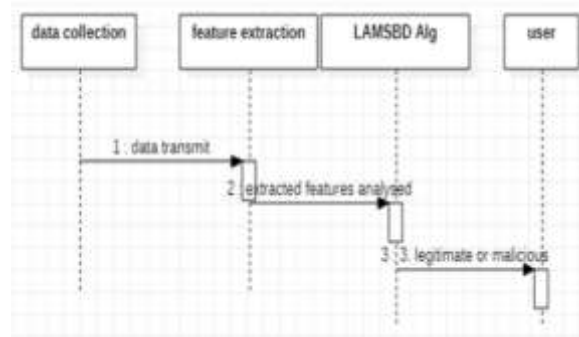 data collection
feature extraction
LAMSBD Alg
user
1 : data transmit
2 : extracted features analysed
3 : 3. legitimate or malicious